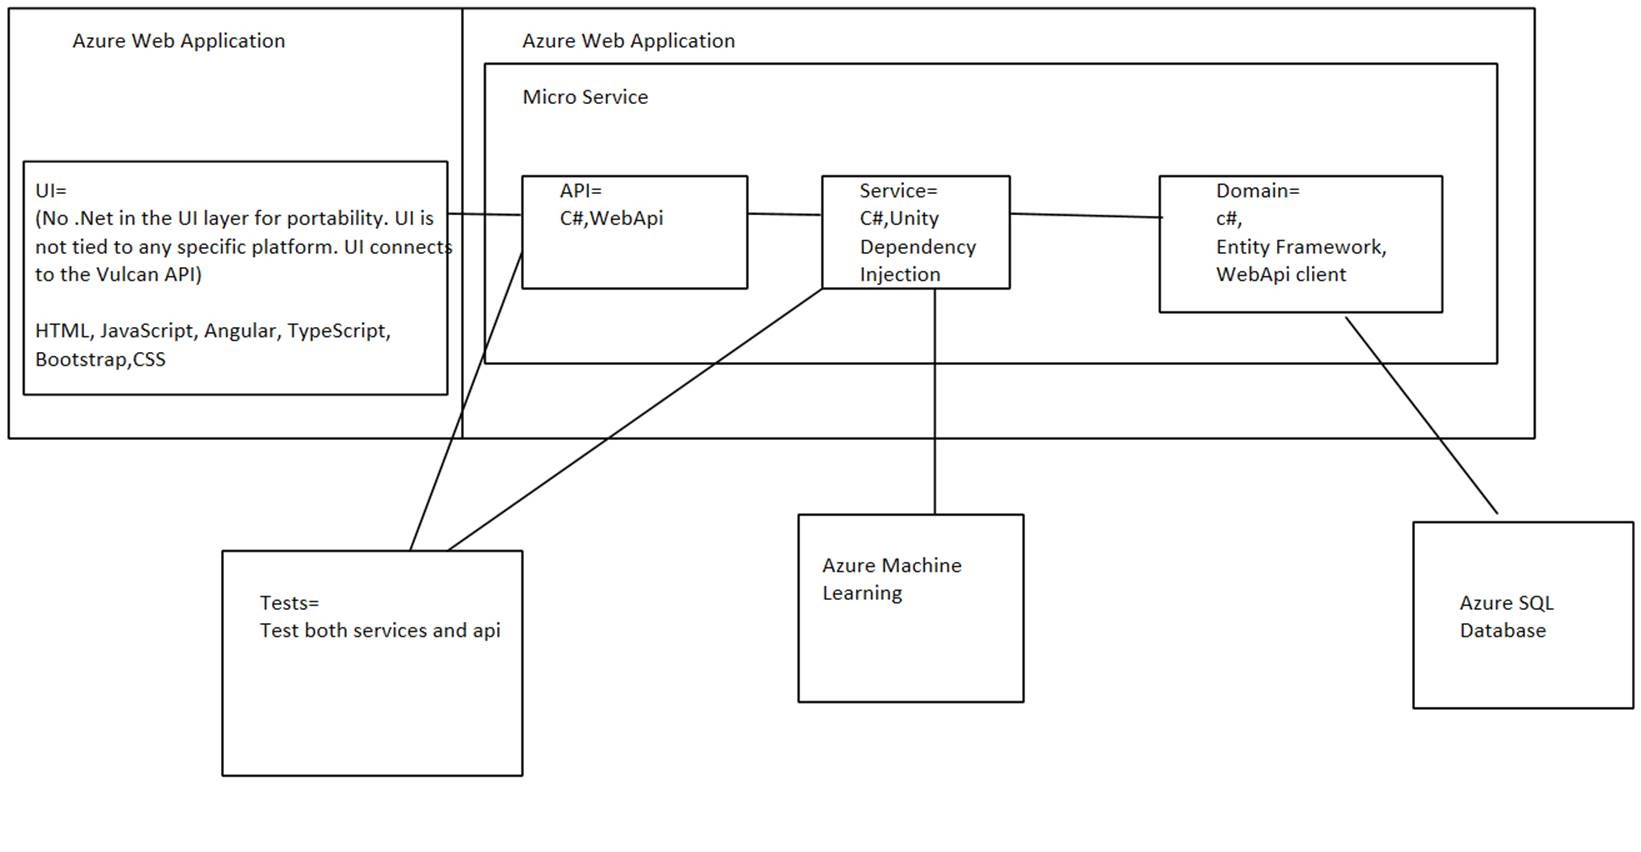 Azure Web Application
Azure Web Application
Micro Service
UI=
(No .Net in the UI layer for portability. UI is
not tied to any specific platform. UI connects
to the Vulcan API)
HTML, JavaScript, Angular, TypeScript,
Bootstrap,CSS
API=
C#,WebApi
Service=
C#,Unity
Dependency
Injection
Domain=
c#,
Entity Framework,
WebApi client
Tests=
Test both services and api
Azure Machine
Learning
Azure SQL
Database